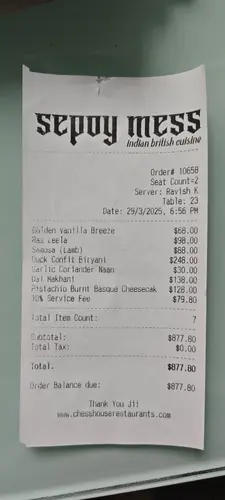 sepoy mess
indian british cuisine
Order# 10658
Seat Count=2
Server: Ravish K
Table: 23
Date: 29/3/2025, 6:56 PM
Golden Vanilla Breeze $68.00
Ras Leela $98.00
Samosa (Lamb) $88.00
Duck Confit Biryani $248.00
Garlic Coriander Naan $30.00
Dal Makhani $138.00
Pistachio Burnt Basque Cheesecak $128.00
10% Service Fee $79.80
Total Item Count: 7
Subtotal: $877.80
Total Tax: $0.00
Total. $877.80
Order Balance due: $877.80
Thank You Ji!
www.chesshouserestaurants.com